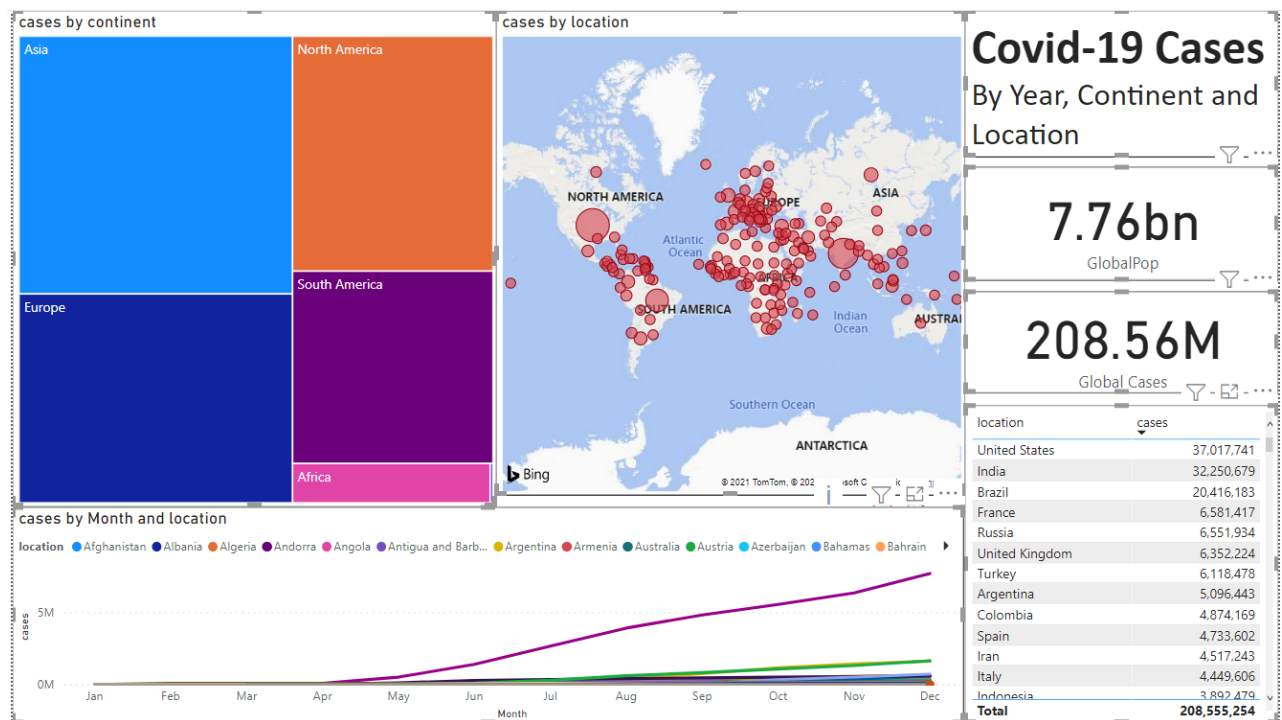 cases by continent
Asia
North America
Europe
South America
Africa
cases by location
NORTH AMERICA
EUROPE
ASIA
Atlantic
Ocean
AFRICA
SOUTH AMERICA
Indian
Ocean
AUSTRAL
Southern Ocean
ANTARCTICA
Bing
© 2021 TomTom, © 202
Covid-19 Cases
By Year, Continent and
Location
7.76bn
GlobalPop
208.56M
Global Cases
location cases
United States 37,017,741
India 32,250,679
Brazil 20,416,183
France 6,581,417
Russia 6,551,934
United Kingdom 6,352,224
Turkey 6,118,478
Argentina 5,096,443
Colombia 4,874,169
Spain 4,733,602
Iran 4,517,243
Italy 4,449,606
Indonesia 3,892,479
Total 208,555,254
cases by Month and location
location Afghanistan Albania Algeria Andorra Angola Antigua and Barb... Argentina Armenia Australia Austria Azerbaijan Bahamas Bahrain
cases
5M
0M
Jan Feb Mar Apr May Jun Jul Aug Sep Oct Nov Dec
Month